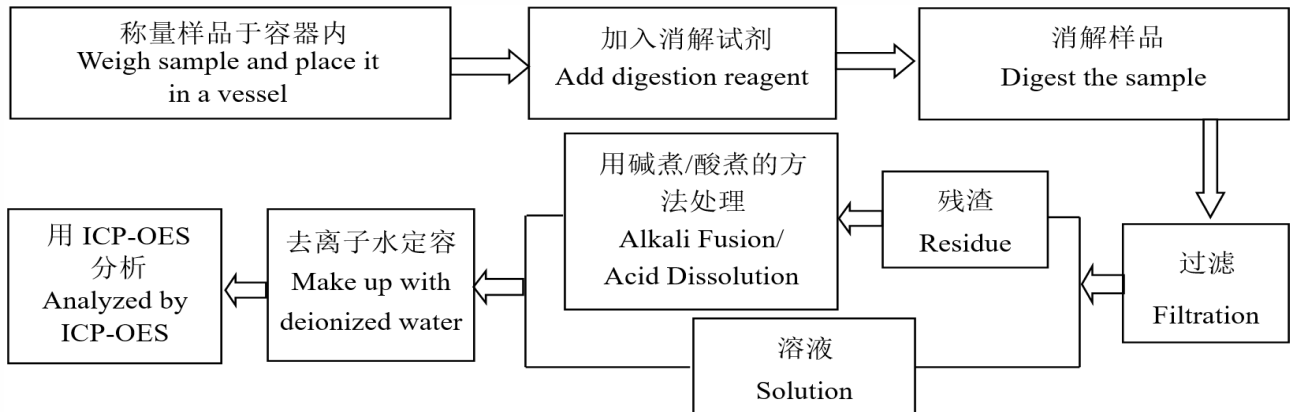 称量样品于容器内
Weigh sample and place it
in a vessel
加入消解试剂
Add digestion reagent
消解样品
Digest the sample
过滤
Filtration
残渣
Residue
用碱煮/酸煮的方
法处理
Alkali Fusion/
Acid Dissolution
溶液
Solution
去离子水定容
Make up with
deionized water
用 ICP-OES
分析
Analyzed by
ICP-OES